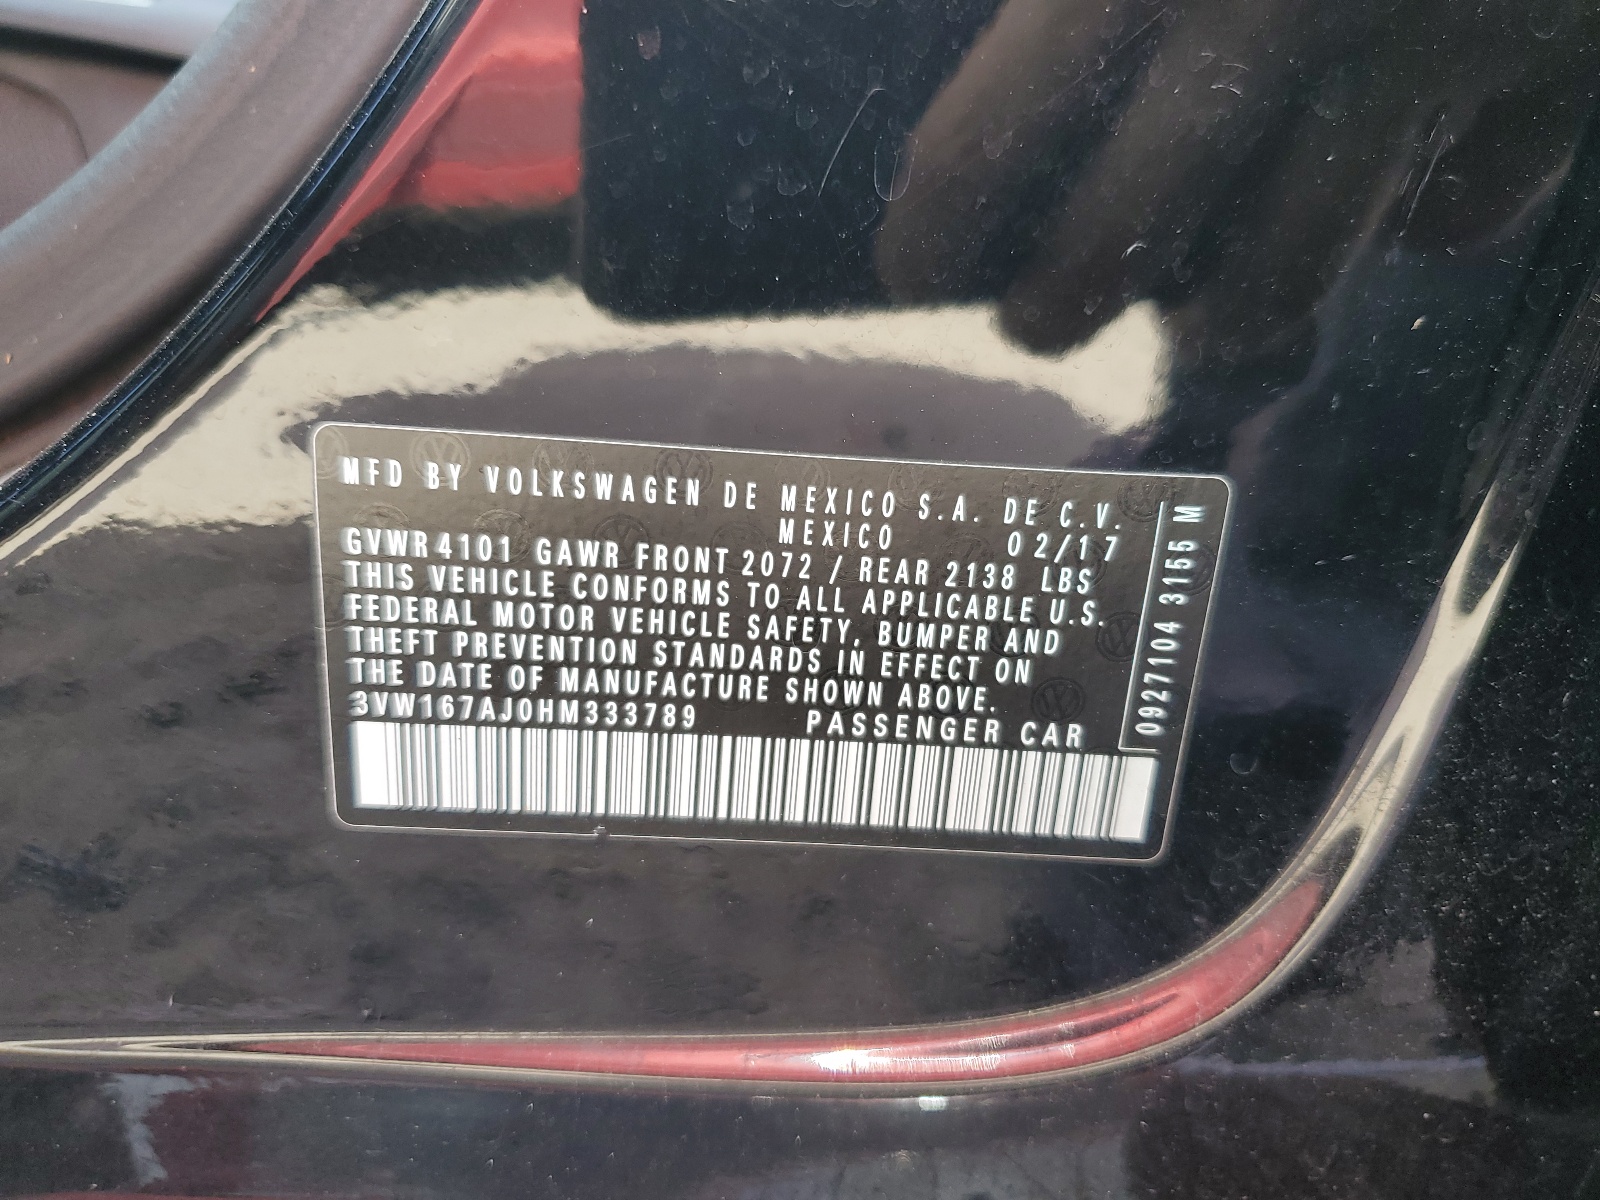 MFD BY VOLKSWAGEN DE MEXICO S.A. DE C.V.
MEXICO 02/17
GVWR 4101 GAWR FRONT 2072 / REAR 2138 LBS
THIS VEHICLE CONFORMS TO ALL APPLICABLE U.S.
FEDERAL MOTOR VEHICLE SAFETY, BUMPER AND
THEFT PREVENTION STANDARDS IN EFFECT ON
THE DATE OF MANUFACTURE SHOWN ABOVE.
3VW167AJ0HM333789 PASSENGER CAR
0927104 3155 M